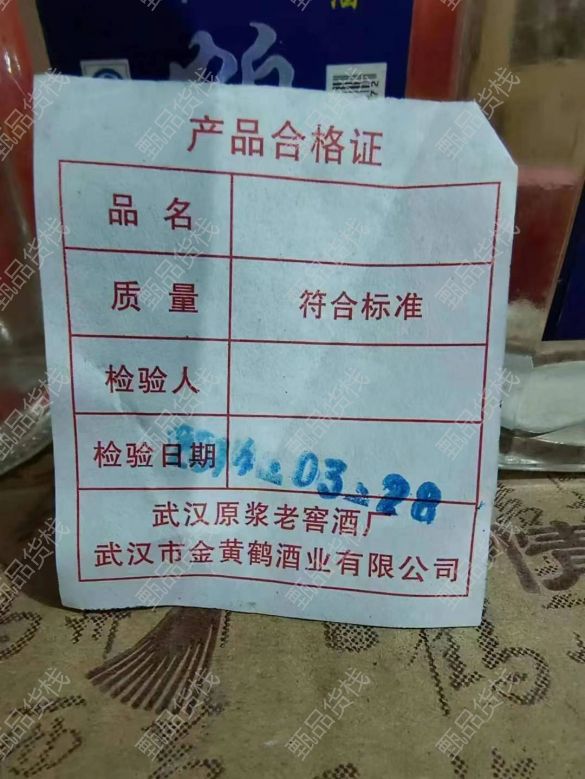 产品合格证
品 名
质 量 符合标准
检验人
检验日期 2014.03.28
武汉原浆老窖酒厂
武汉市金黄鹤酒业有限公司
甄品货栈